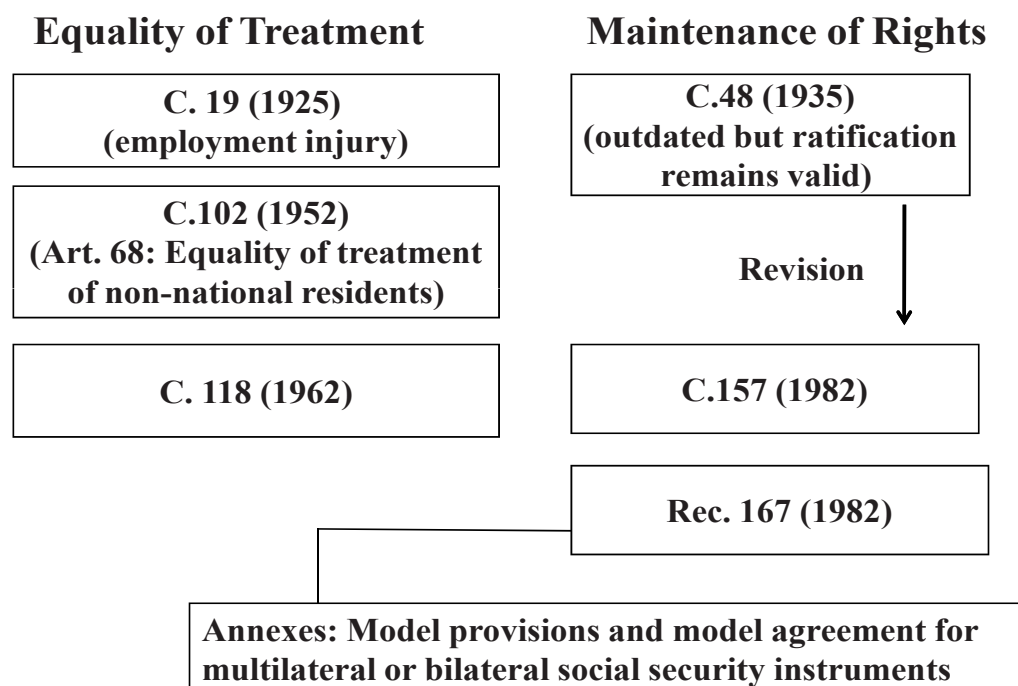 Equality of Treatment
C. 19 (1925)
(employment injury)
C.102 (1952)
(Art. 68: Equality of treatment
of non-national residents)
C. 118 (1962)
Maintenance of Rights
C.48 (1935)
(outdated but ratification
remains valid)
Revision
C.157 (1982)
Rec. 167 (1982)
Annexes: Model provisions and model agreement for
multilateral or bilateral social security instruments